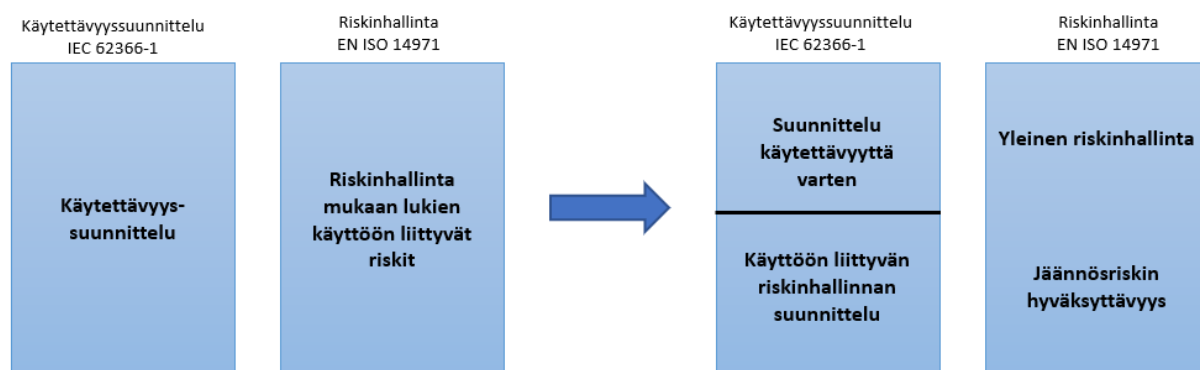 Käytettävyyssuunnittelu
IEC 62366-1
Riskinhallinta
EN ISO 14971
Käytettävyyssuunnittelu
IEC 62366-1
Riskinhallinta
EN ISO 14971
Käytettävyys-
suunnittelu
Riskinhallinta
mukaan lukien
käyttöön liittyvät
riskit
Suunnittelu
käytettävyyttä
varten
Käyttöön liittyvän
riskinhallinnan
suunnittelu
Yleinen riskinhallinta
Jäännösriskin
hyväksyttävyys